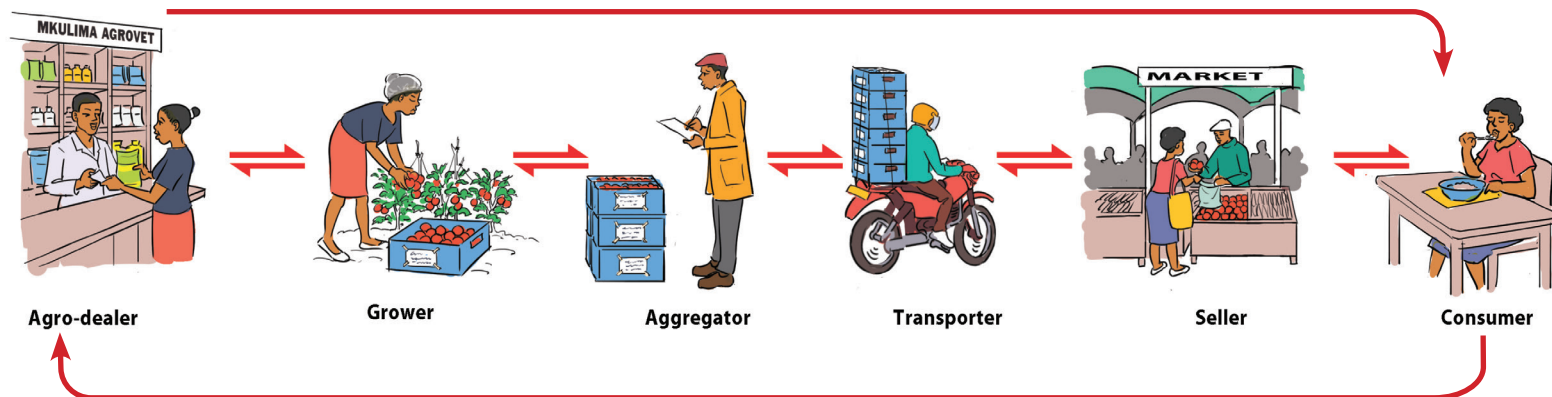 MKULIMA AGROVET
MARKET
Agro-dealer
Grower
Aggregator
Transporter
Seller
Consumer